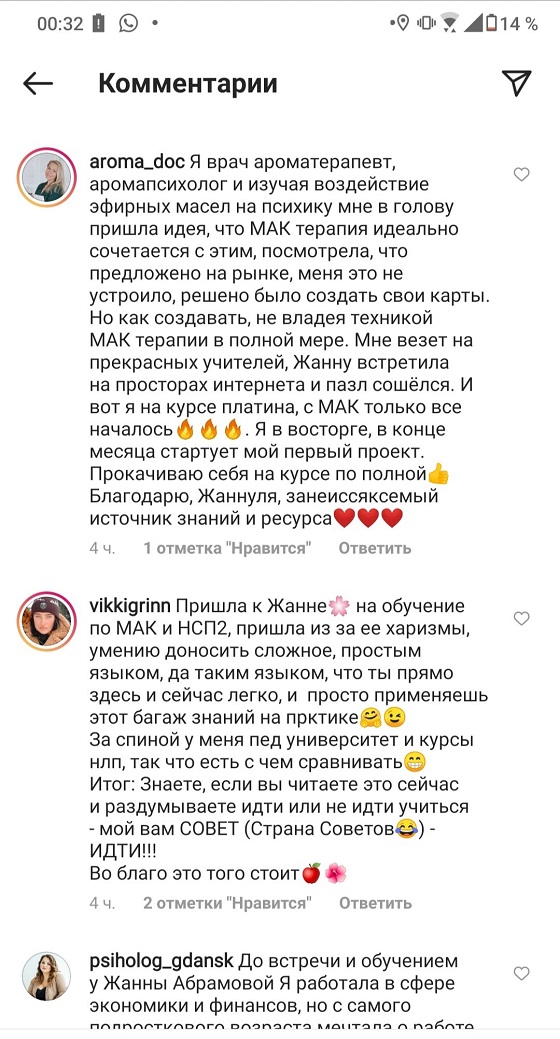 00:32 14 %
Комментарии
aroma_doc Я врач ароматерапевт,
аромапсихолог и изучая воздействие
эфирных масел на психику мне в голову
пришла идея, что МАК терапия идеально
сочетается с этим, посмотрела, что
предложено на рынке, меня это не
устроило, решено было создать свои карты.
Но как создавать, не владея техникой
МАК терапии в полной мере. Мне везет на
прекрасных учителей, Жанну встретила
на просторах интернета и пазл сошёлся. И
вот я на курсе платина, с МАК только все
началось🔥🔥🔥. Я в восторге, в конце
месяца стартует мой первый проект.
Прокачиваю себя на курсе по полной👍
Благодарю, Жаннуля, занеиссяксемый
источник знаний и ресурса❤️❤️❤️
4 ч. 1 отметка "Нравится" Ответить
vikkigrinn Пришла к Жанне🌸 на обучение
по МАК и НСП2, пришла из за ее харизмы,
умению доносить сложное, простым
языком, да таким языком, что ты прямо
здесь и сейчас легко, и просто применяешь
этот багаж знаний на прктике🤗😉
За спиной у меня пед университет и курсы
нлп, так что есть с чем сравнивать😁
Итог: Знаете, если вы читаете это сейчас
и раздумываете идти или не идти учиться
- мой вам СОВЕТ (Страна Советов😂) -
ИДТИ!!!
Во благо это того стоит🍎🌺
4 ч. 2 отметки "Нравится" Ответить
psiholog_gdansk До встречи и обучением
у Жанны Абрамовой Я работала в сфере
экономики и финансов, но с самого
подросткового возраста мечтала о работе